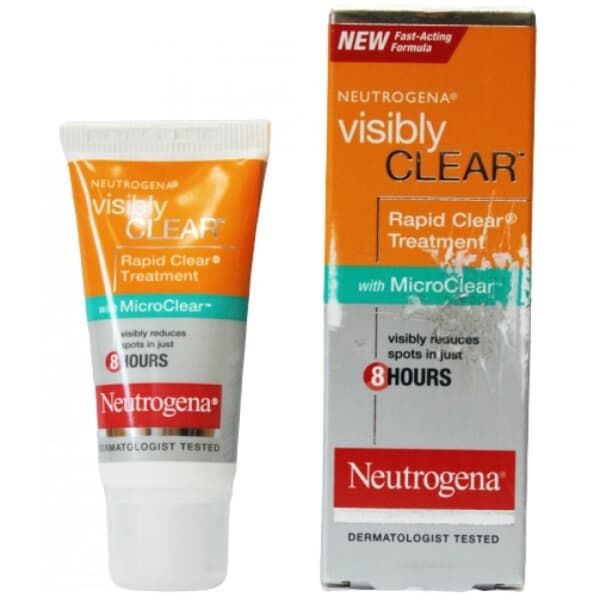 NEUTROGENA®
visibly
CLEAR™
Rapid Clear®
Treatment
with MicroClear™
visibly reduces
spots in just
8 HOURS
Neutrogena®
DERMATOLOGIST TESTED
NEW Fast-Acting
Formula
NEUTROGENA®
visibly
CLEAR™
Rapid Clear®
Treatment
with MicroClear™
visibly reduces
spots in just
8 HOURS
Neutrogena®
DERMATOLOGIST TESTED